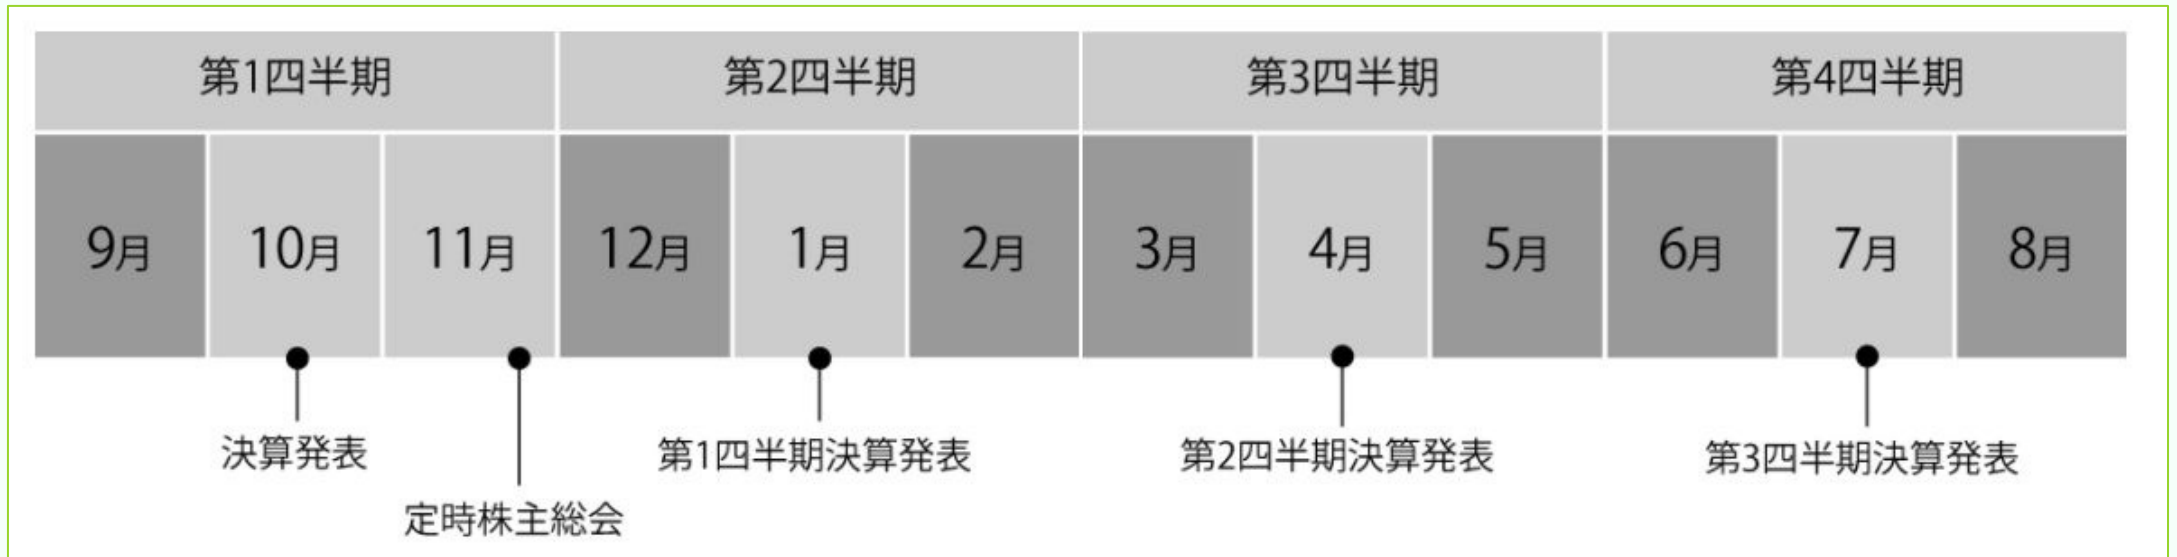 第1四半期
第2四半期
第3四半期
第4四半期
9月
10月
11月
12月
1月
2月
3月
4月
5月
6月
7月
8月
決算発表
第1四半期決算発表
第2四半期決算発表
第3四半期決算発表
定時株主総会